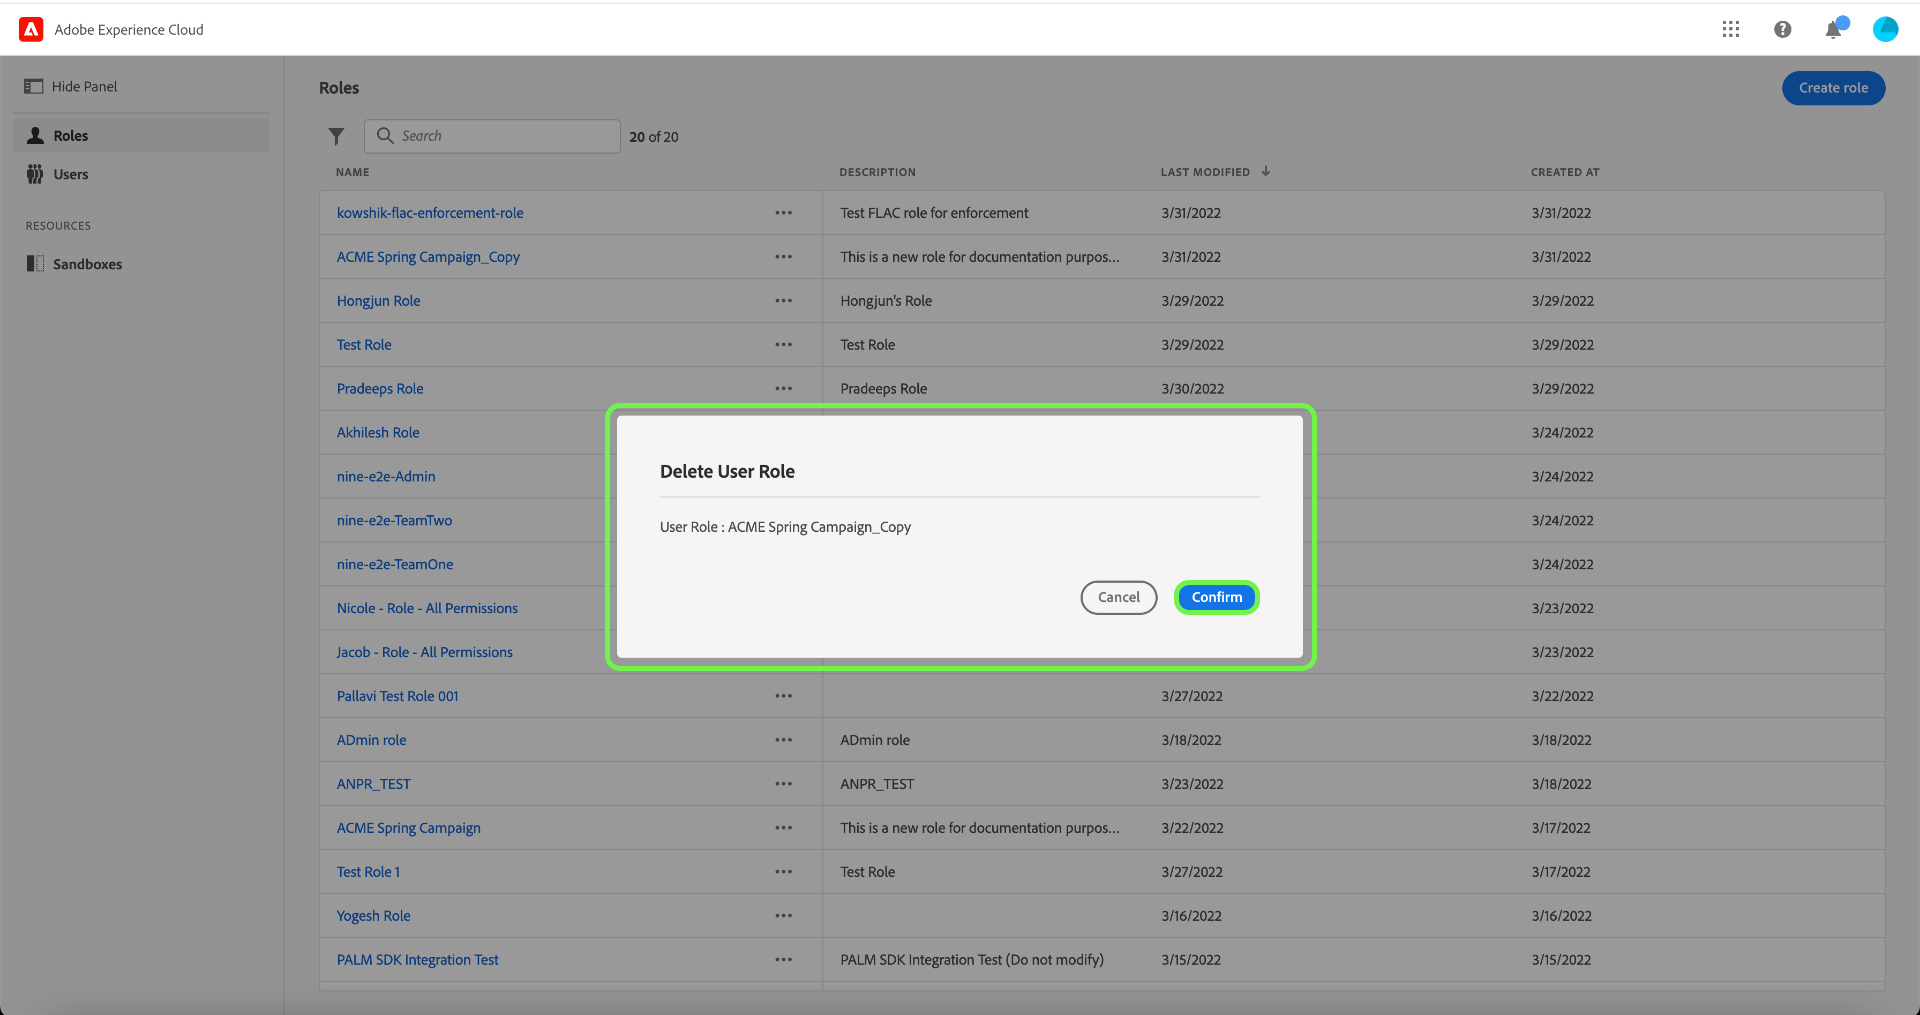 Adobe Experience Cloud
Hide Panel
Roles
Users
RESOURCES
Sandboxes
Roles
Create role
Search
20 of 20
NAME DESCRIPTION LAST MODIFIED CREATED AT
kowshik-flac-enforcement-role ••• Test FLAC role for enforcement 3/31/2022 3/31/2022
ACME Spring Campaign_Copy ••• This is a new role for documentation purpos... 3/31/2022 3/31/2022
Hongjun Role ••• Hongjun's Role 3/29/2022 3/29/2022
Test Role ••• Test Role 3/29/2022 3/29/2022
Pradeeps Role ••• Pradeeps Role 3/30/2022 3/29/2022
Akhilesh Role 3/24/2022
nine-e2e-Admin 3/24/2022
nine-e2e-TeamTwo 3/24/2022
nine-e2e-TeamOne 3/24/2022
Nicole - Role - All Permissions 3/23/2022
Jacob - Role - All Permissions 3/23/2022
Pallavi Test Role 001 ••• 3/27/2022 3/22/2022
ADmin role ••• ADmin role 3/18/2022 3/18/2022
ANPR_TEST ••• ANPR_TEST 3/23/2022 3/18/2022
ACME Spring Campaign ••• This is a new role for documentation purpos... 3/22/2022 3/17/2022
Test Role 1 ••• Test Role 3/27/2022 3/17/2022
Yogesh Role ••• 3/16/2022 3/16/2022
PALM SDK Integration Test ••• PALM SDK Integration Test (Do not modify) 3/15/2022 3/15/2022
Delete User Role
User Role : ACME Spring Campaign_Copy
Cancel Confirm